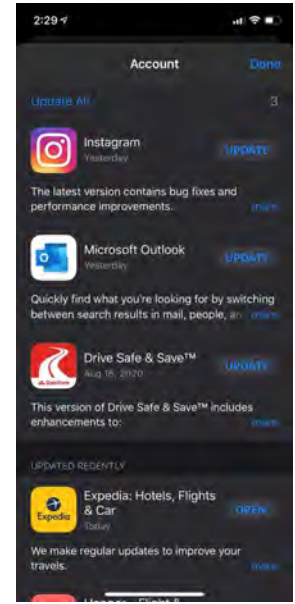 2:29
Account Done
Update All 3
Instagram
Yesterday
UPDATE
The latest version contains bug fixes and
performance improvements. more
Microsoft Outlook
Yesterday
UPDATE
Quickly find what you're looking for by switching
between search results in mail, people, an more
Drive Safe & Save™
Aug 18, 2020
UPDATE
This version of Drive Safe & Save™ includes
enhancements to: more
UPDATED RECENTLY
Expedia
Expedia: Hotels, Flights
& Car
Today
OPEN
We make regular updates to improve your
travels. more
Flight &